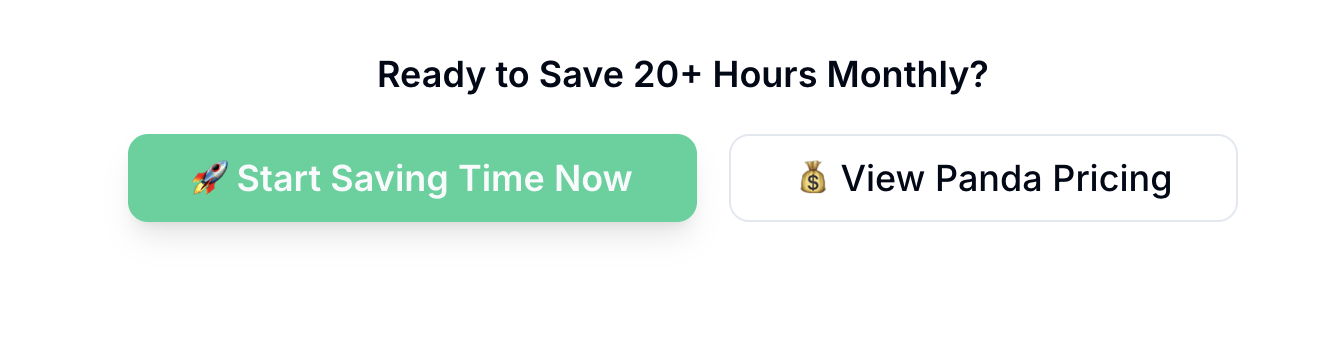 Ready to Save 20+ Hours Monthly?
🚀 Start Saving Time Now
💰 View Panda Pricing